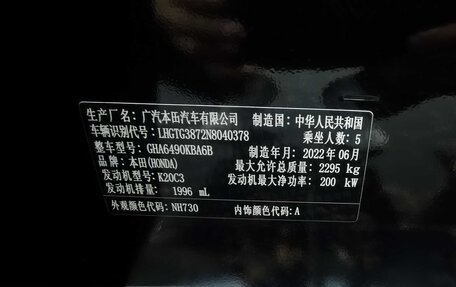 生产厂名: 广汽本田汽车有限公司 制造国: 中华人民共和国
车辆识别代号: LHCTG3872N8040378 乘坐人数: 5
整车型号: GHA6490KBA6B 制造年月: 2022年06月
品牌: 本田(HONDA) 最大允许总质量: 2295 kg
发动机型号: K20C3 发动机最大净功率: 200 kW
发动机排量: 1996 mL
外观颜色代码: NH730 内饰颜色代码: A